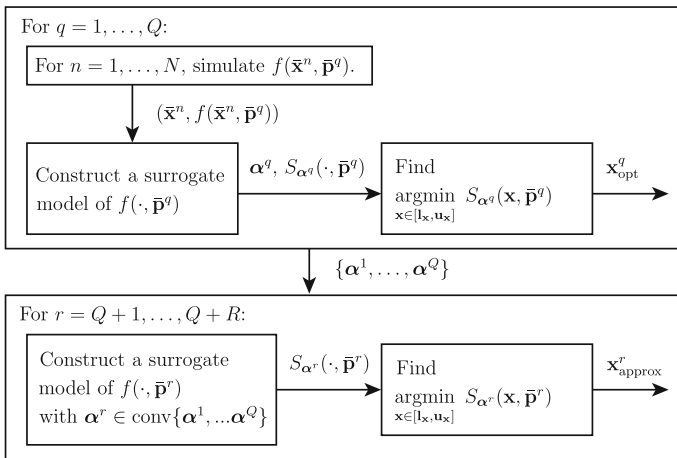 For q = 1, . . . , Q:
For n = 1, . . . , N, simulate f(x̄ⁿ, p̄^q).
(x̄ⁿ, f(x̄ⁿ, p̄^q))
Construct a surrogate
model of f(·, p̄^q)
α^q, S_{α^q}(·, p̄^q)
Find
argmin S_{α^q}(x, p̄^q)
x∈[l_x,u_x]
x^q_opt
{α¹, . . . , α^Q}
For r = Q + 1, . . . , Q + R:
Construct a surrogate
model of f(·, p̄^r)
with α^r ∈ conv{α¹, ...α^Q}
S_{α^r}(·, p̄^r)
Find
argmin S_{α^r}(x, p̄^r)
x∈[l_x,u_x]
x^r_approx